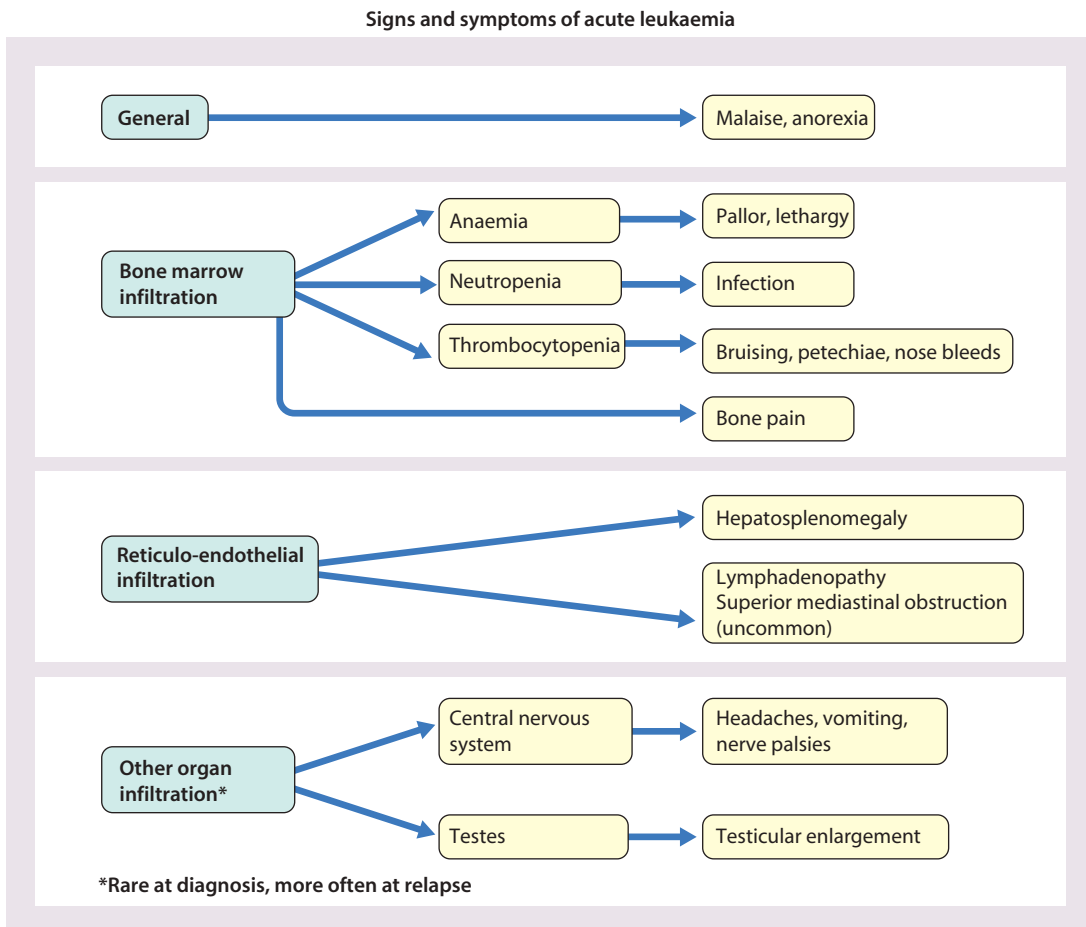 Signs and symptoms of acute leukaemia
General
Malaise, anorexia
Bone marrow
infiltration
Anaemia
Pallor, lethargy
Neutropenia
Infection
Thrombocytopenia
Bruising, petechiae, nose bleeds
Bone pain
Reticulo-endothelial
infiltration
Hepatosplenomegaly
Lymphadenopathy
Superior mediastinal obstruction
(uncommon)
Other organ
infiltration*
Central nervous
system
Headaches, vomiting,
nerve palsies
Testes
Testicular enlargement
*Rare at diagnosis, more often at relapse